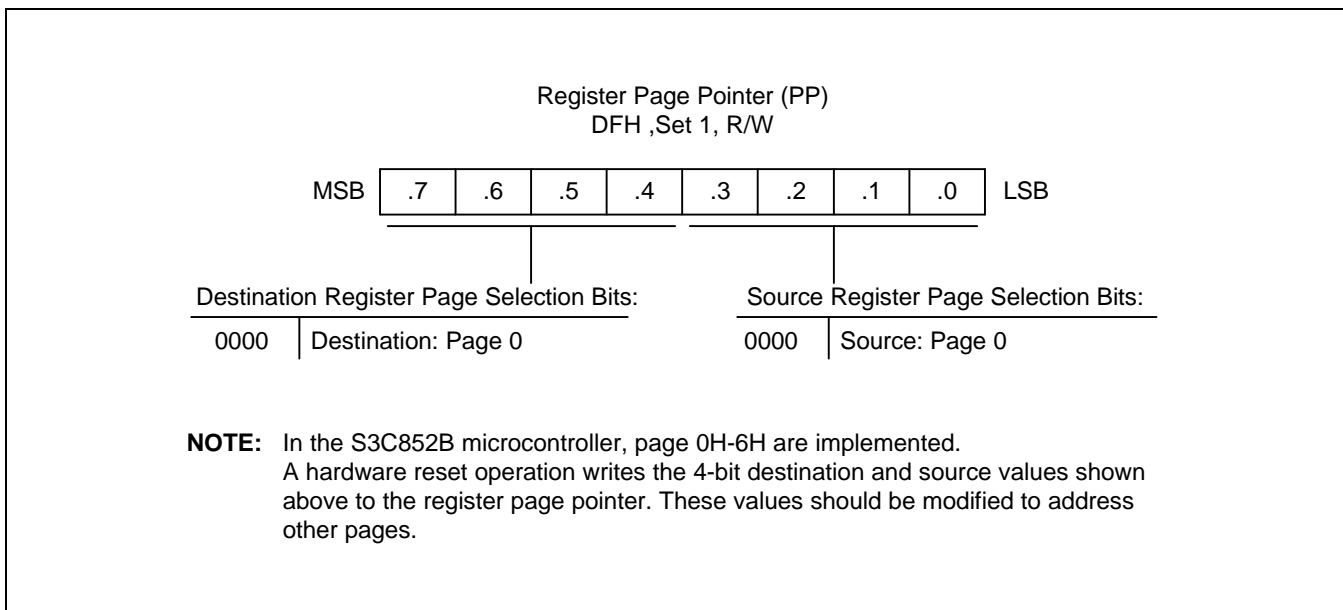 Register Page Pointer (PP)
DFH ,Set 1, R/W
MSB .7 .6 .5 .4 .3 .2 .1 .0 LSB
Destination Register Page Selection Bits:
0000 Destination: Page 0
Source Register Page Selection Bits:
0000 Source: Page 0
NOTE: In the S3C852B microcontroller, page 0H-6H are implemented.
A hardware reset operation writes the 4-bit destination and source values shown
above to the register page pointer. These values should be modified to address
other pages.